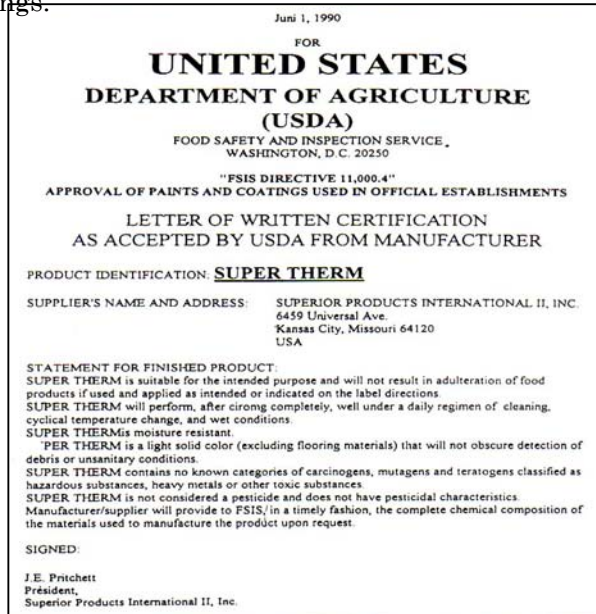 ngs.
Juni 1, 1990
FOR
UNITED STATES
DEPARTMENT OF AGRICULTURE
(USDA)
FOOD SAFETY AND INSPECTION SERVICE
WASHINGTON, D.C. 20250
"FSIS DIRECTIVE 11,000.4"
APPROVAL OF PAINTS AND COATINGS USED IN OFFICIAL ESTABLISHMENTS
LETTER OF WRITTEN CERTIFICATION
AS ACCEPTED BY USDA FROM MANUFACTURER
PRODUCT IDENTIFICATION: SUPER THERM
SUPPLIER'S NAME AND ADDRESS: SUPERIOR PRODUCTS INTERNATIONAL II, INC.
6459 Universal Ave.
Kansas City, Missouri 64120
USA
STATEMENT FOR FINISHED PRODUCT:
SUPER THERM is suitable for the intended purpose and will not result in adulteration of food
products if used and applied as intended or indicated on the label directions.
SUPER THERM will perform, after ciromg completely, well under a daily regimen of cleaning,
cyclical temperature change, and wet conditions.
SUPER THERMis moisture resistant.
'PER THERM is a light solid color (excluding flooring materials) that will not obscure detection of
debris or unsanitary conditions.
SUPER THERM contains no known categories of carcinogens, mutagens and teratogens classified as
hazardous substances, heavy metals or other toxic substances.
SUPER THERM is not considered a pesticide and does not have pesticidal characteristics.
Manufacturer/supplier will provide to FSIS, in a timely fashion, the complete chemical composition of
the materials used to manufacture the product upon request.
SIGNED:
J.E. Pritchett
Président,
Superior Products International II, Inc.